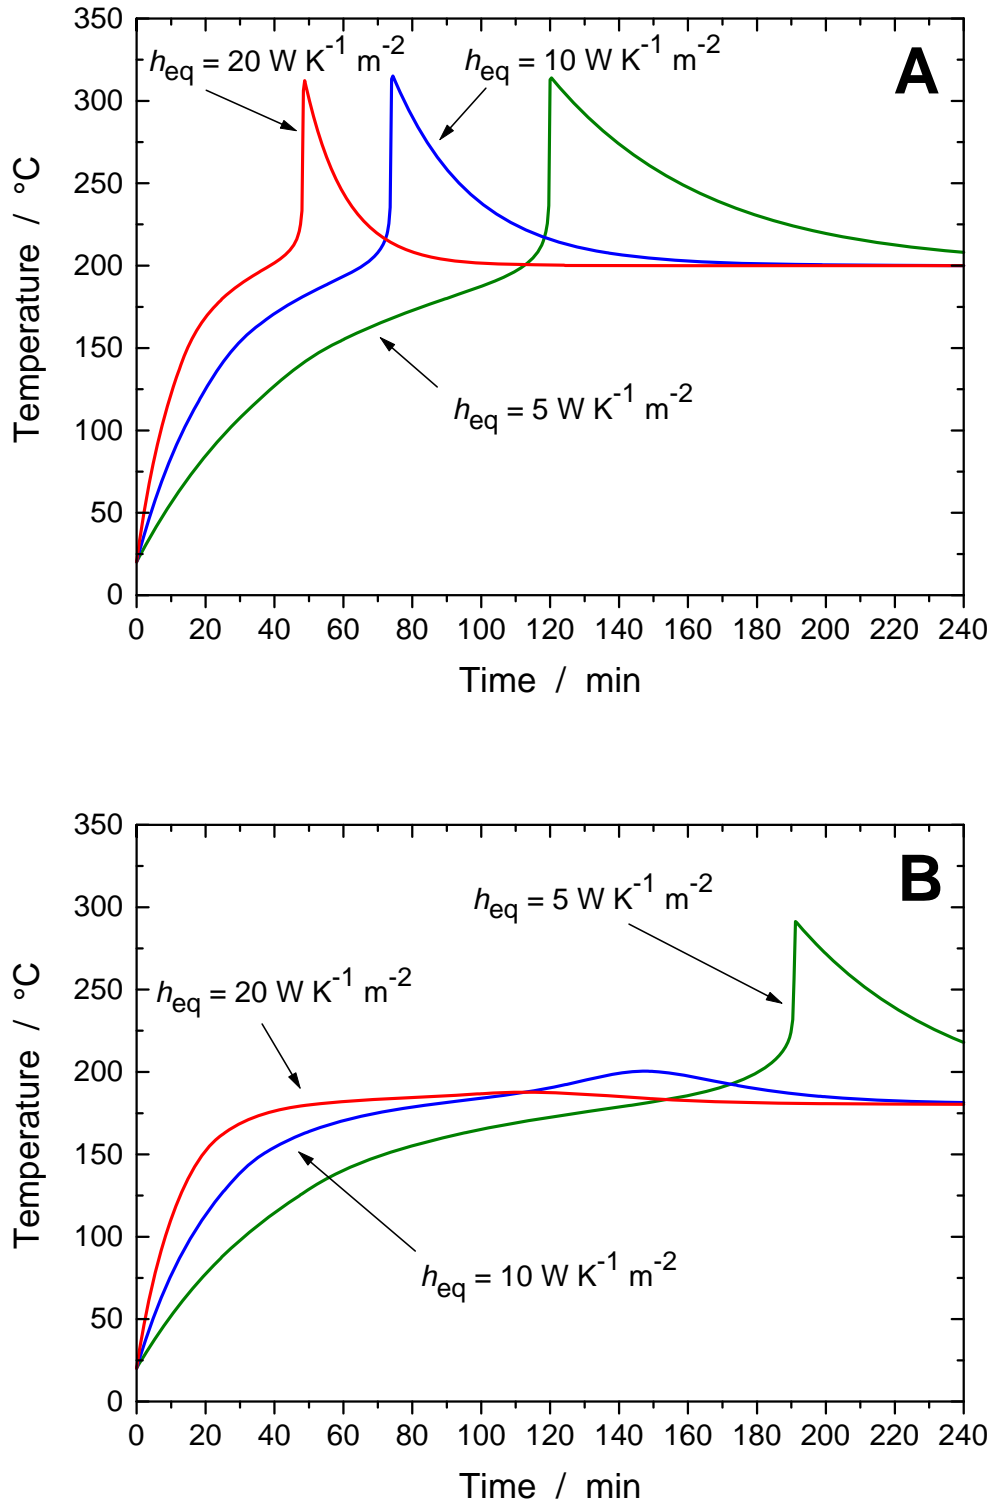 350
300
250
200
150
100
50
0
Temperature / °C
h_eq = 20 W K^-1 m^-2
h_eq = 10 W K^-1 m^-2
A
h_eq = 5 W K^-1 m^-2
0 20 40 60 80 100 120 140 160 180 200 220 240
Time / min
350
300
250
200
150
100
50
0
Temperature / °C
B
h_eq = 5 W K^-1 m^-2
h_eq = 20 W K^-1 m^-2
h_eq = 10 W K^-1 m^-2
0 20 40 60 80 100 120 140 160 180 200 220 240
Time / min